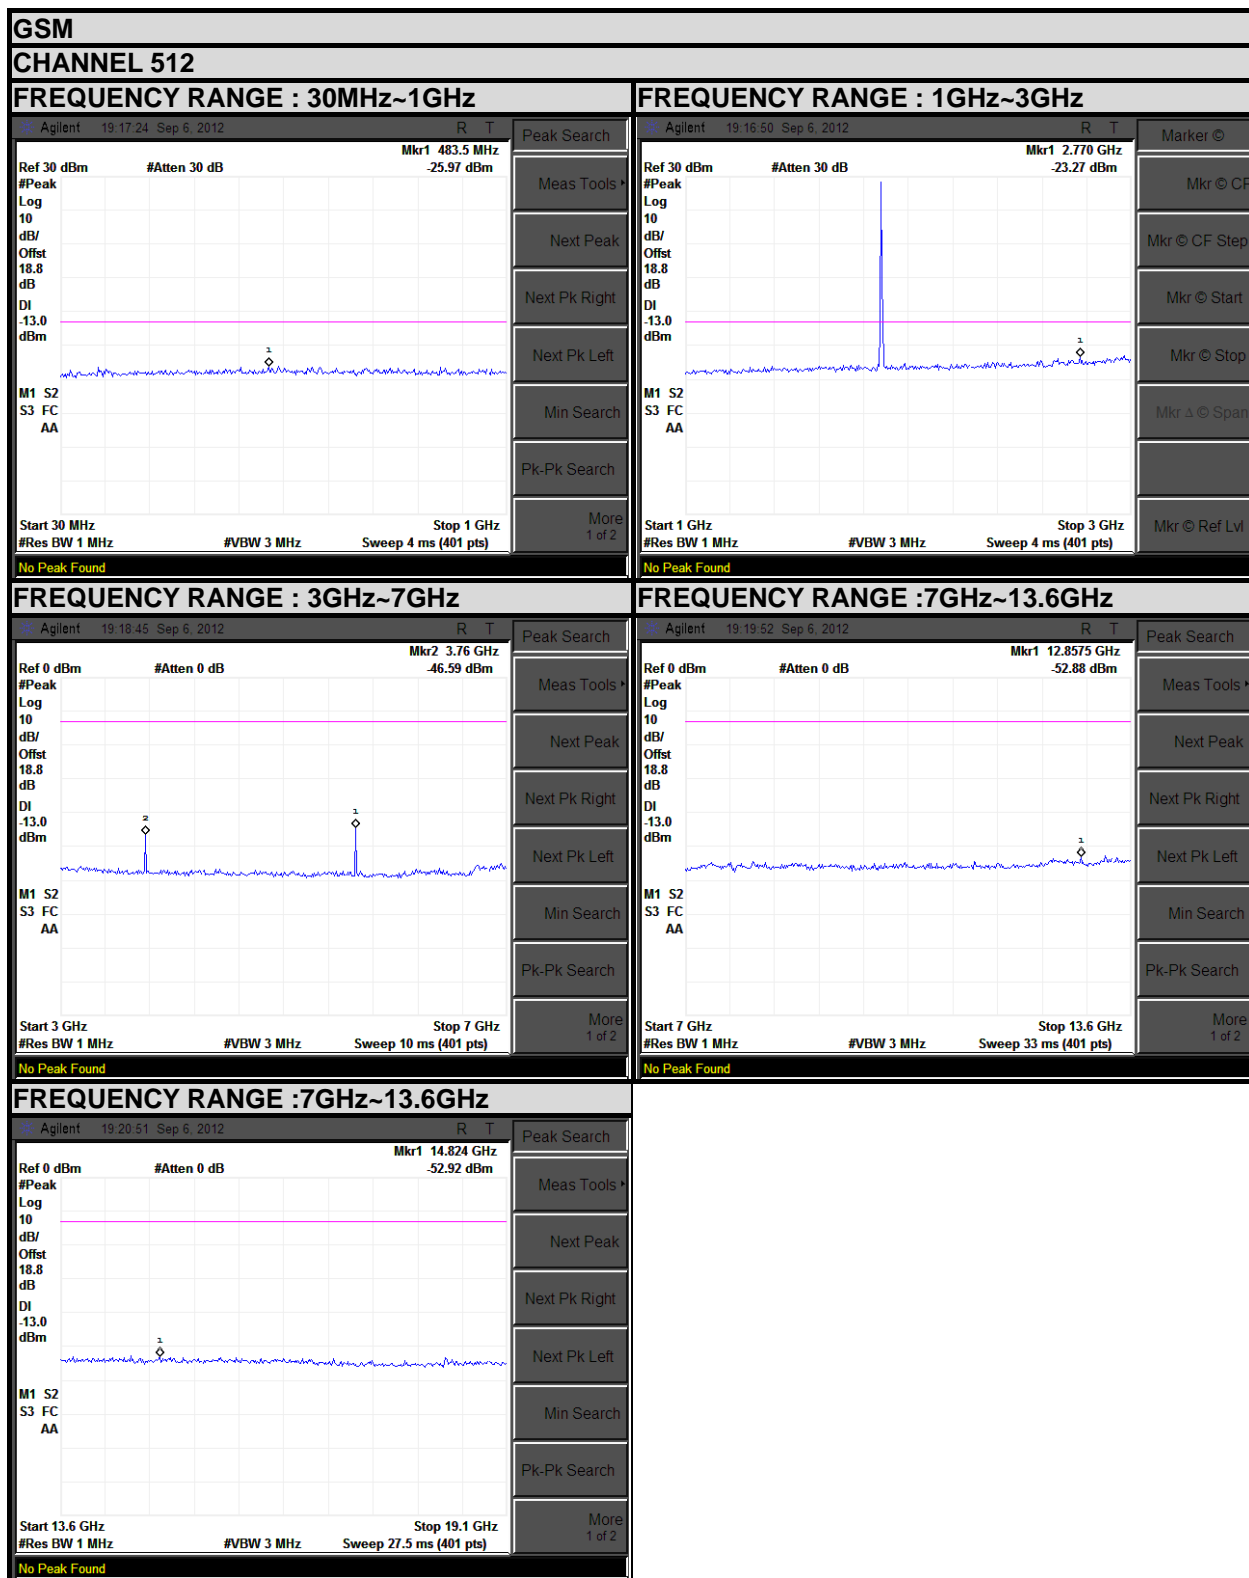 GSM
CHANNEL 512
FREQUENCY RANGE : 30MHz~1GHz
Agilent 19:17:24 Sep 6, 2012 R T
Peak Search
Mkr1 483.5 MHz
Ref 30 dBm #Atten 30 dB -25.97 dBm
#Peak
Log
10
dB/
Offst
18.8
dB
DI
-13.0
dBm
1
M1 S2
S3 FC
AA
Start 30 MHz Stop 1 GHz
#Res BW 1 MHz #VBW 3 MHz Sweep 4 ms (401 pts)
Meas Tools
Next Peak
Next Pk Right
Next Pk Left
Min Search
Pk-Pk Search
More
1 of 2
No Peak Found
FREQUENCY RANGE : 1GHz~3GHz
Agilent 19:16:50 Sep 6, 2012 R T
Marker ©
Mkr1 2.770 GHz
Ref 30 dBm #Atten 30 dB -23.27 dBm
#Peak
Log
10
dB/
Offst
18.8
dB
DI
-13.0
dBm
1
M1 S2
S3 FC
AA
Start 1 GHz Stop 3 GHz
#Res BW 1 MHz #VBW 3 MHz Sweep 4 ms (401 pts)
Mkr © CF
Mkr © CF Step
Mkr © Start
Mkr © Stop
Mkr Δ © Span
Mkr © Ref Lvl
No Peak Found
FREQUENCY RANGE : 3GHz~7GHz
Agilent 19:18:45 Sep 6, 2012 R T
Peak Search
Mkr2 3.76 GHz
Ref 0 dBm #Atten 0 dB -46.59 dBm
#Peak
Log
10
dB/
Offst
18.8
dB
DI
-13.0
dBm
2
1
M1 S2
S3 FC
AA
Start 3 GHz Stop 7 GHz
#Res BW 1 MHz #VBW 3 MHz Sweep 10 ms (401 pts)
Meas Tools
Next Peak
Next Pk Right
Next Pk Left
Min Search
Pk-Pk Search
More
1 of 2
No Peak Found
FREQUENCY RANGE :7GHz~13.6GHz
Agilent 19:19:52 Sep 6, 2012 R T
Peak Search
Mkr1 12.8575 GHz
Ref 0 dBm #Atten 0 dB -52.88 dBm
#Peak
Log
10
dB/
Offst
18.8
dB
DI
-13.0
dBm
1
M1 S2
S3 FC
AA
Start 7 GHz Stop 13.6 GHz
#Res BW 1 MHz #VBW 3 MHz Sweep 33 ms (401 pts)
Meas Tools
Next Peak
Next Pk Right
Next Pk Left
Min Search
Pk-Pk Search
More
1 of 2
No Peak Found
FREQUENCY RANGE :7GHz~13.6GHz
Agilent 19:20:51 Sep 6, 2012 R T
Peak Search
Mkr1 14.824 GHz
Ref 0 dBm #Atten 0 dB -52.92 dBm
#Peak
Log
10
dB/
Offst
18.8
dB
DI
-13.0
dBm
1
M1 S2
S3 FC
AA
Start 13.6 GHz Stop 19.1 GHz
#Res BW 1 MHz #VBW 3 MHz Sweep 27.5 ms (401 pts)
Meas Tools
Next Peak
Next Pk Right
Next Pk Left
Min Search
Pk-Pk Search
More
1 of 2
No Peak Found